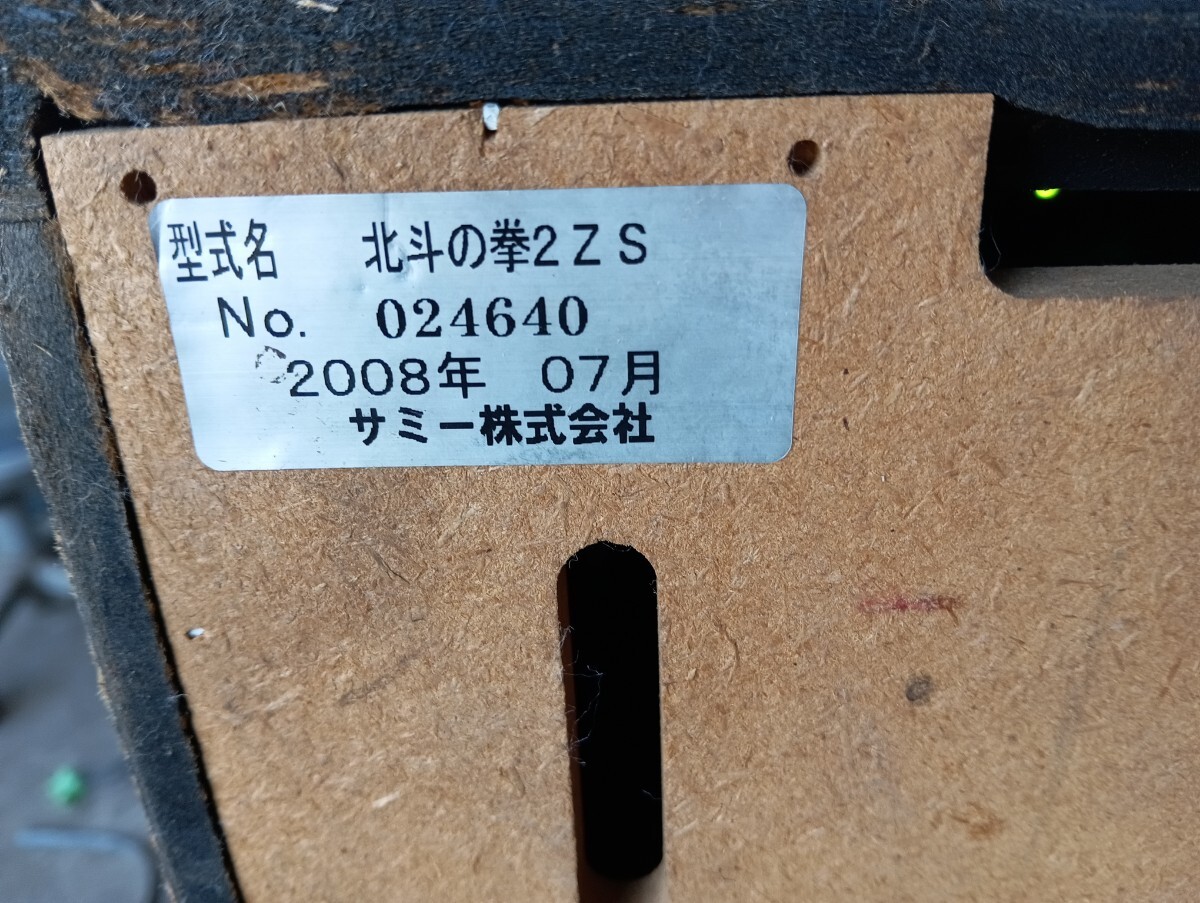 型式名 北斗の拳2ZS
No. 024640
2008年 07月
サミー株式会社